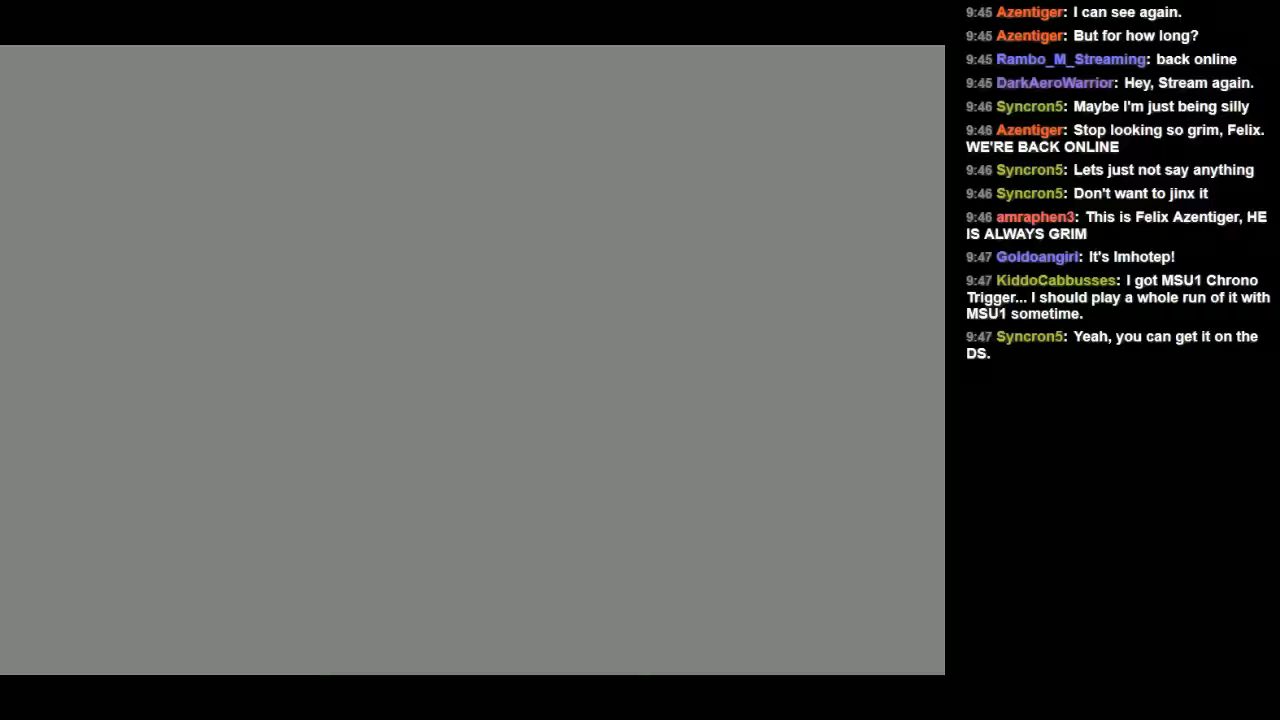 9:45 Azentiger: I can see again.
9:45 Azentiger: But for how long?
9:45 Rambo_M_Streaming: back online
9:45 DarkAeroWarrior: Hey, Stream again.
9:46 Syncron5: Maybe I'm just being silly
9:46 Azentiger: Stop looking so grim, Felix.
WE'RE BACK ONLINE
9:46 Syncron5: Lets just not say anything
9:46 Syncron5: Don't want to jinx it
9:46 amraphen3: This is Felix Azentiger, HE
IS ALWAYS GRIM
9:47 Goldoangirl: It's Imhotep!
9:47 KiddoCabbusses: I got MSU1 Chrono
Trigger... I should play a whole run of it with
MSU1 sometime.
9:47 Syncron5: Yeah, you can get it on the
DS.